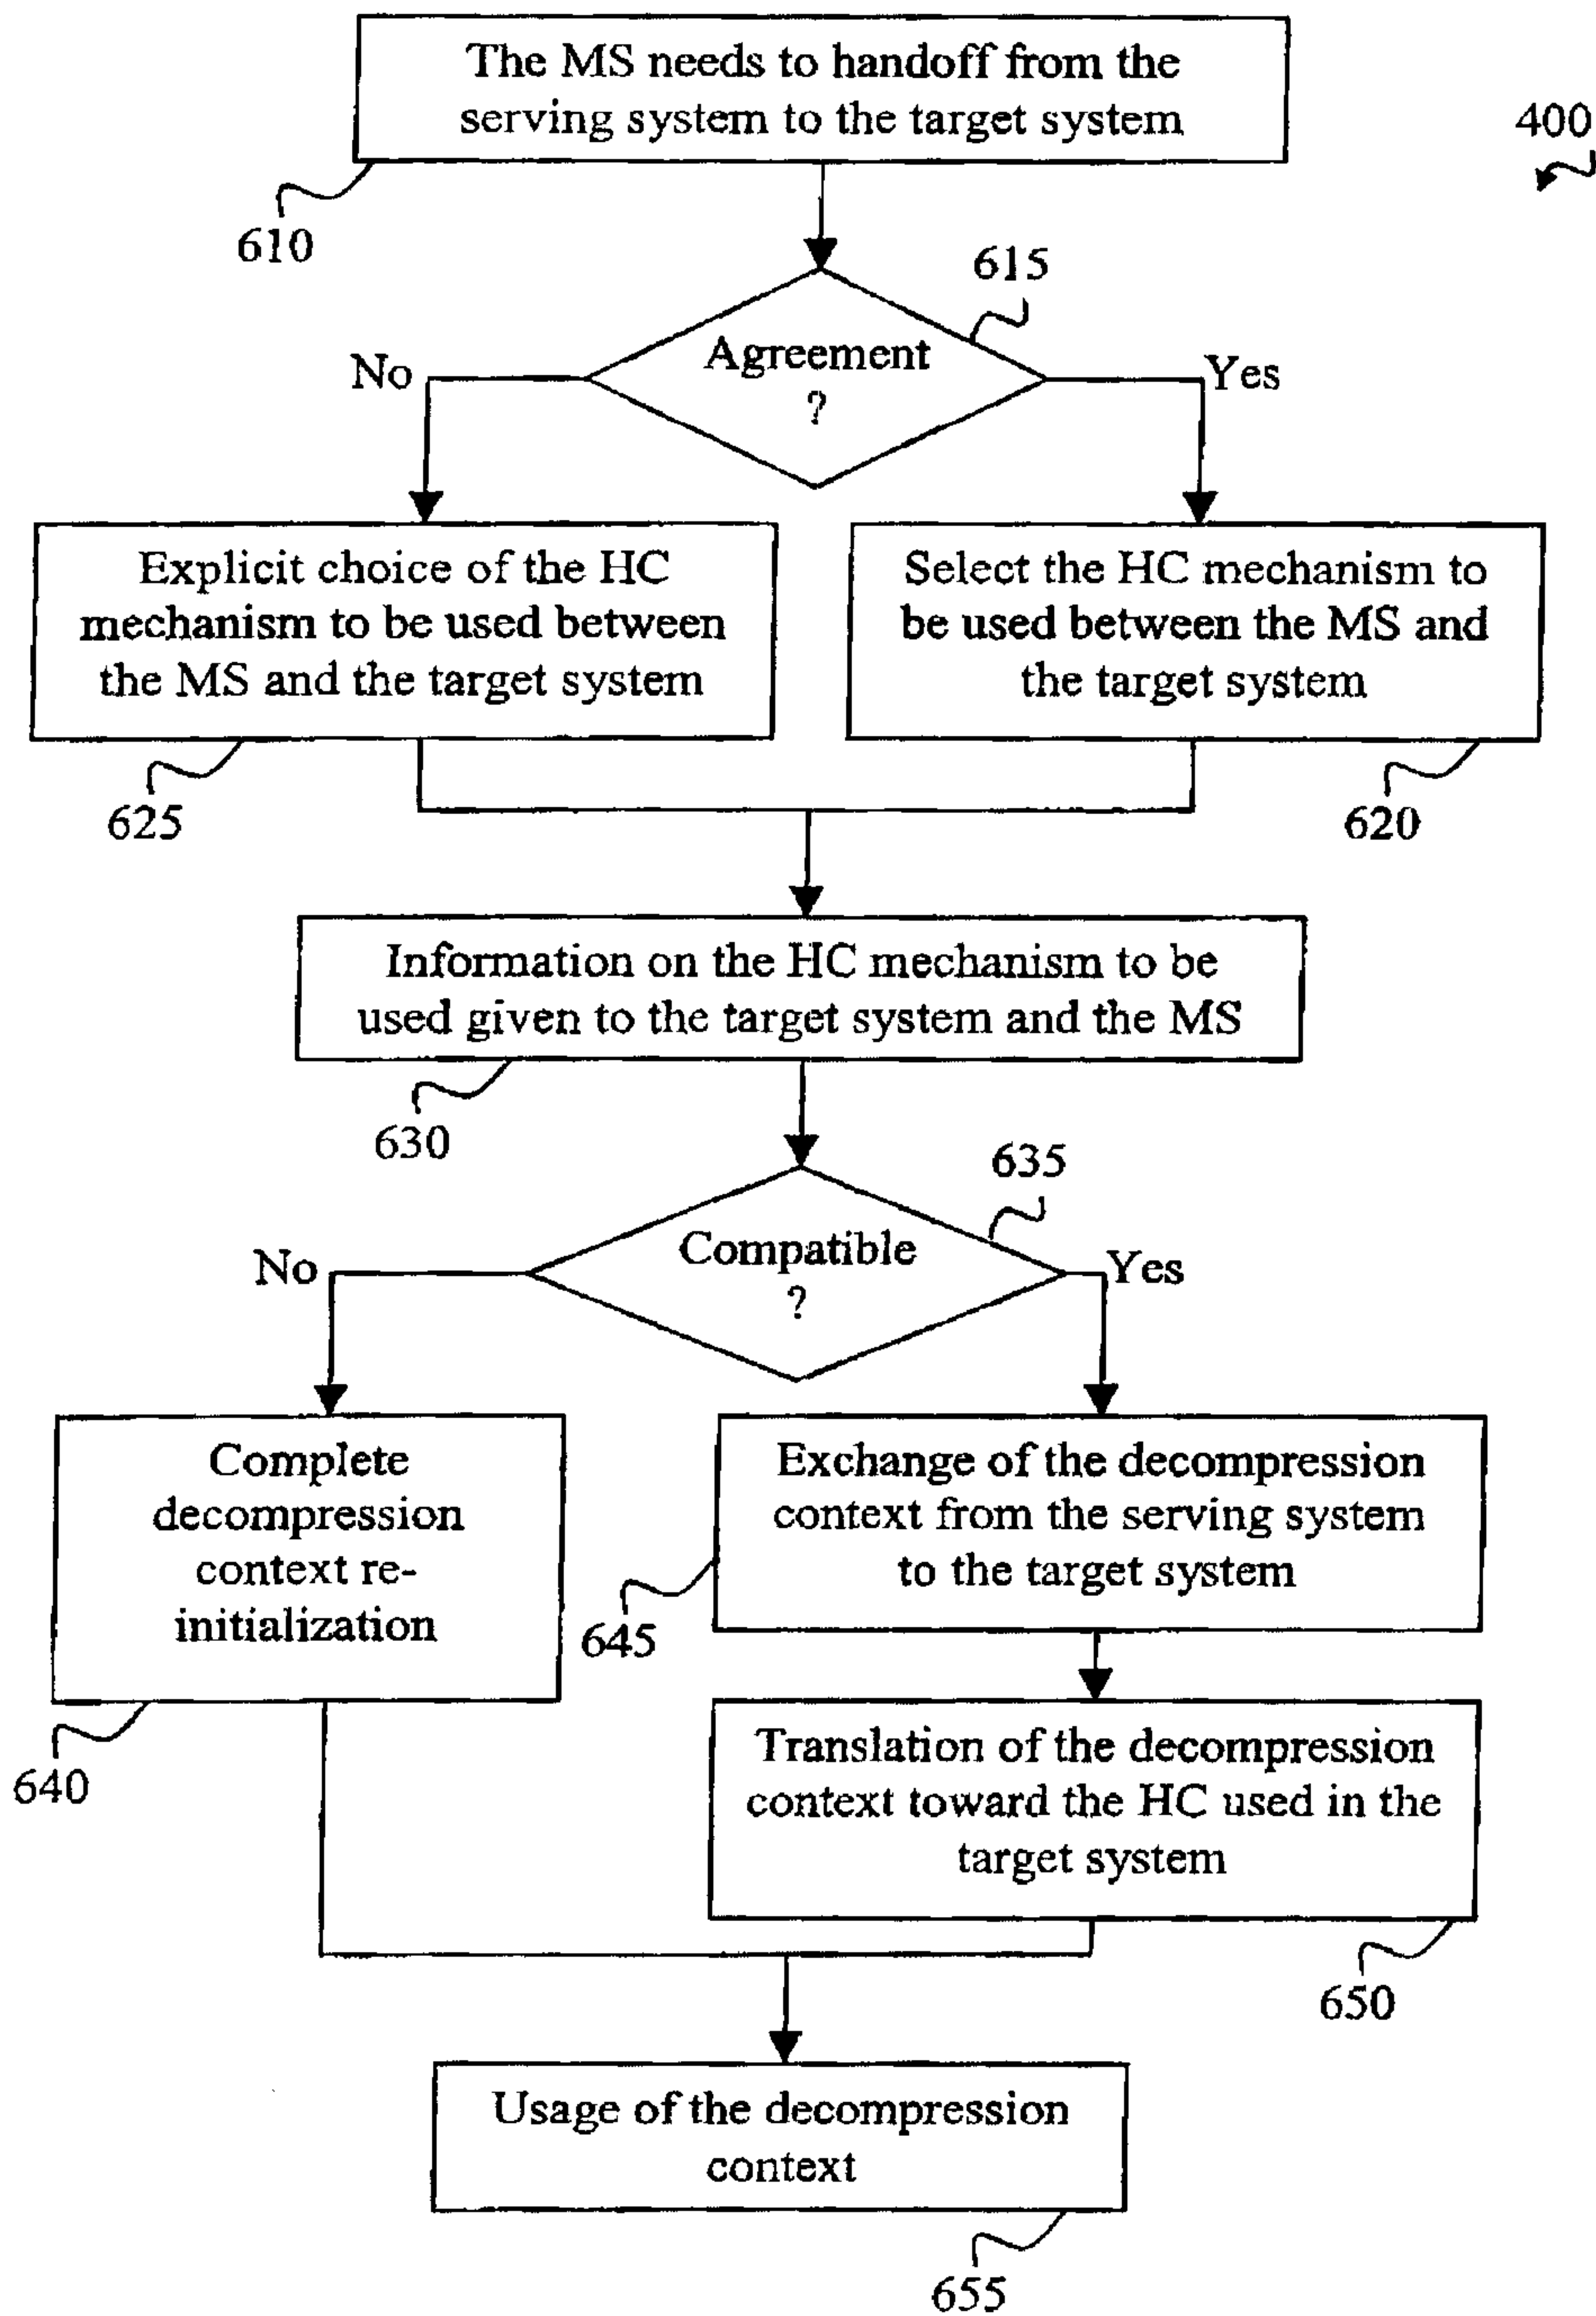 The MS needs to handoff from the
serving system to the target system
400
610
615
Agreement
?
No
Yes
Explicit choice of the HC
mechanism to be used between
the MS and the target system
Select the HC mechanism to
be used between the MS and
the target system
625
620
Information on the HC mechanism to be
used given to the target system and the MS
630
635
Compatible
?
No
Yes
Complete
decompression
context re-
initialization
Exchange of the decompression
context from the serving system
to the target system
645
640
Translation of the decompression
context toward the HC used in the
target system
650
Usage of the decompression
context
655